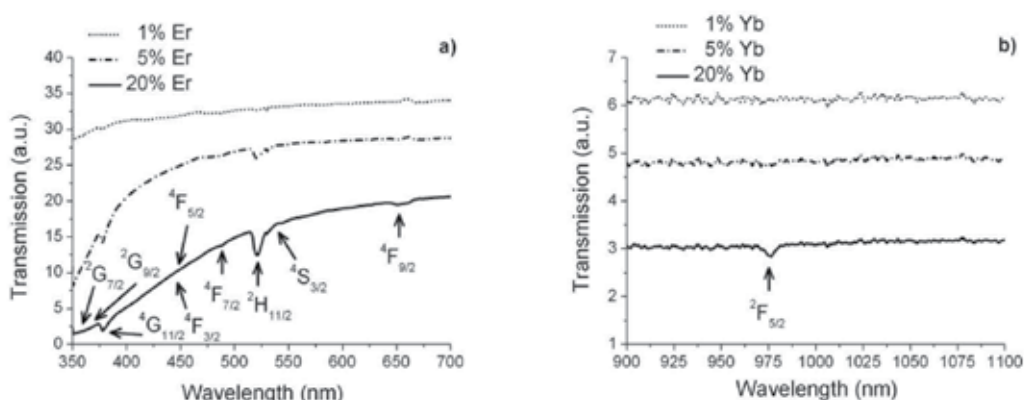 1% Er
5% Er
20% Er
a)
40
35
30
25
20
15
10
5
0
Transmission (a.u.)
⁴F₅/₂
²G₉/₂
²G₇/₂
⁴G₁₁/₂
⁴F₃/₂
⁴F₇/₂
²H₁₁/₂
⁴S₃/₂
⁴F₉/₂
350 400 450 500 550 600 650 700
Wavelength (nm)
1% Yb
5% Yb
20% Yb
b)
7
6
5
4
3
2
1
Transmission (a.u.)
²F₅/₂
900 925 950 975 1000 1025 1050 1075 1100
Wavelength (nm)